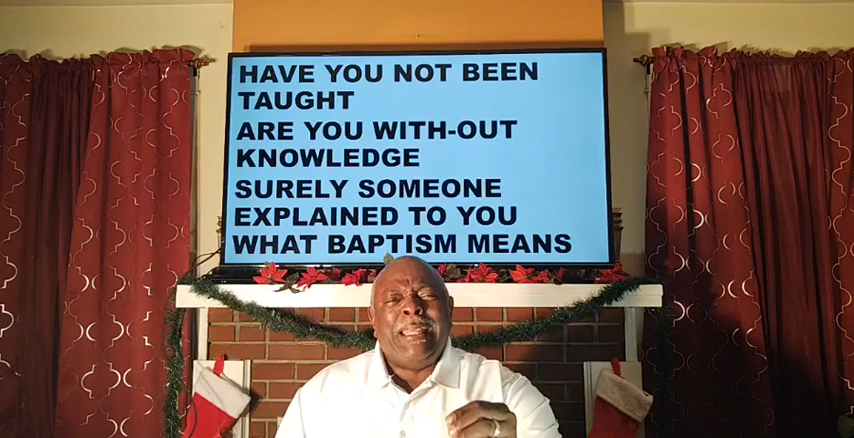 HAVE YOU NOT BEEN
TAUGHT
ARE YOU WITH-OUT
KNOWLEDGE
SURELY SOMEONE
EXPLAINED TO YOU
WHAT BAPTISM MEANS